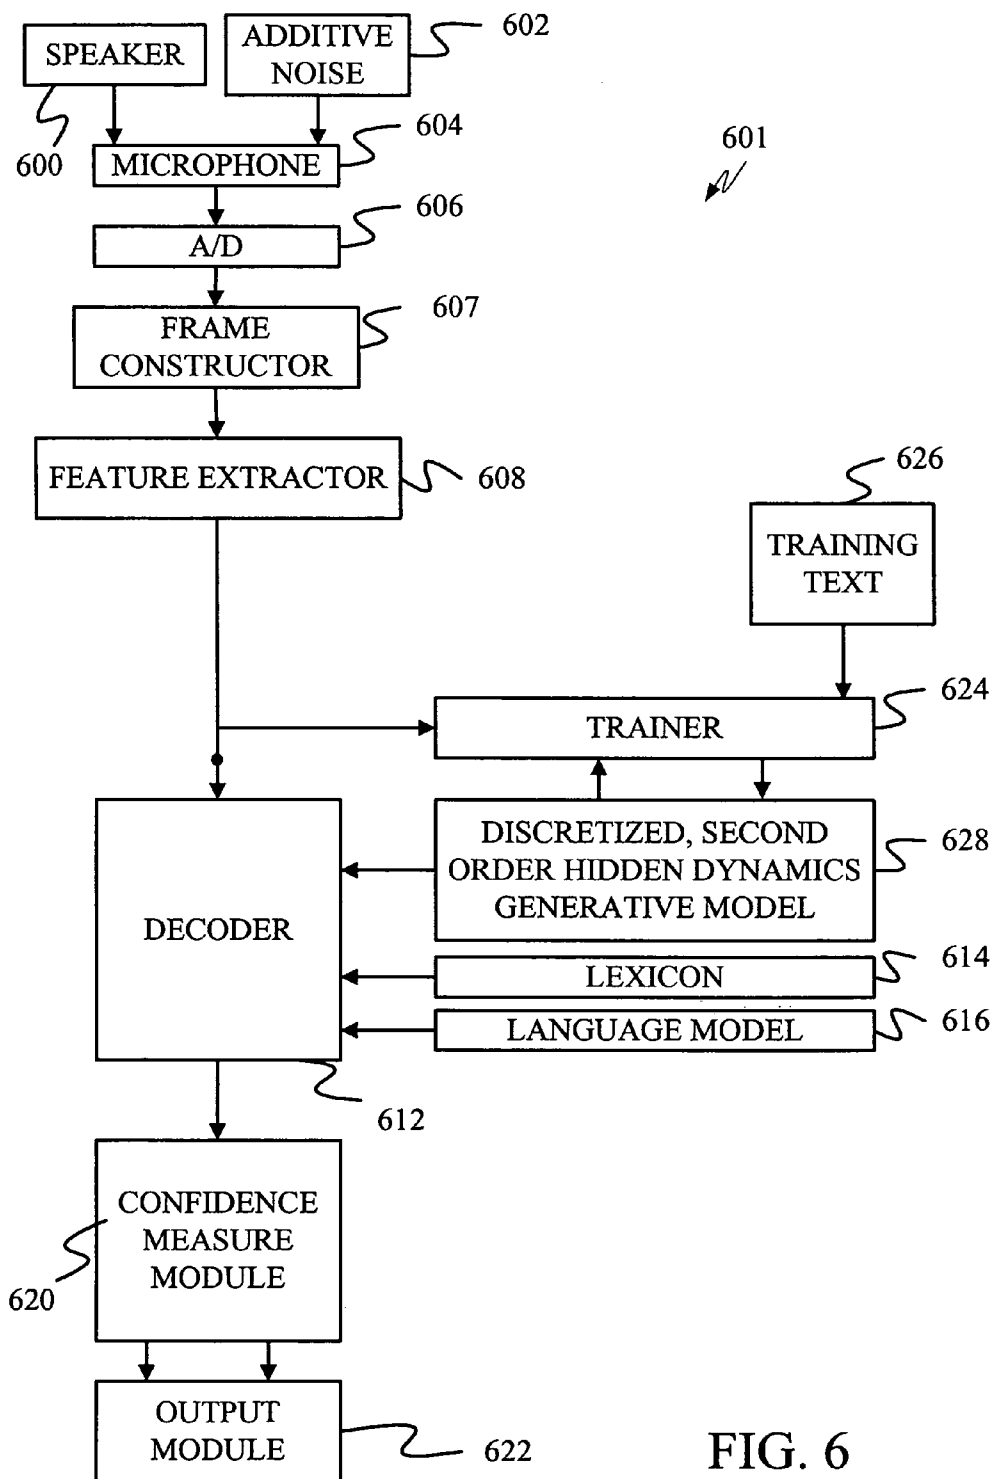 SPEAKER
600
ADDITIVE
NOISE
602
MICROPHONE
604
601
A/D
606
FRAME
CONSTRUCTOR
607
FEATURE EXTRACTOR
608
626
TRAINING
TEXT
TRAINER
624
DISCRETIZED, SECOND
ORDER HIDDEN DYNAMICS
GENERATIVE MODEL
628
DECODER
612
LEXICON
614
LANGUAGE MODEL
616
CONFIDENCE
MEASURE
MODULE
620
OUTPUT
MODULE
622
FIG. 6